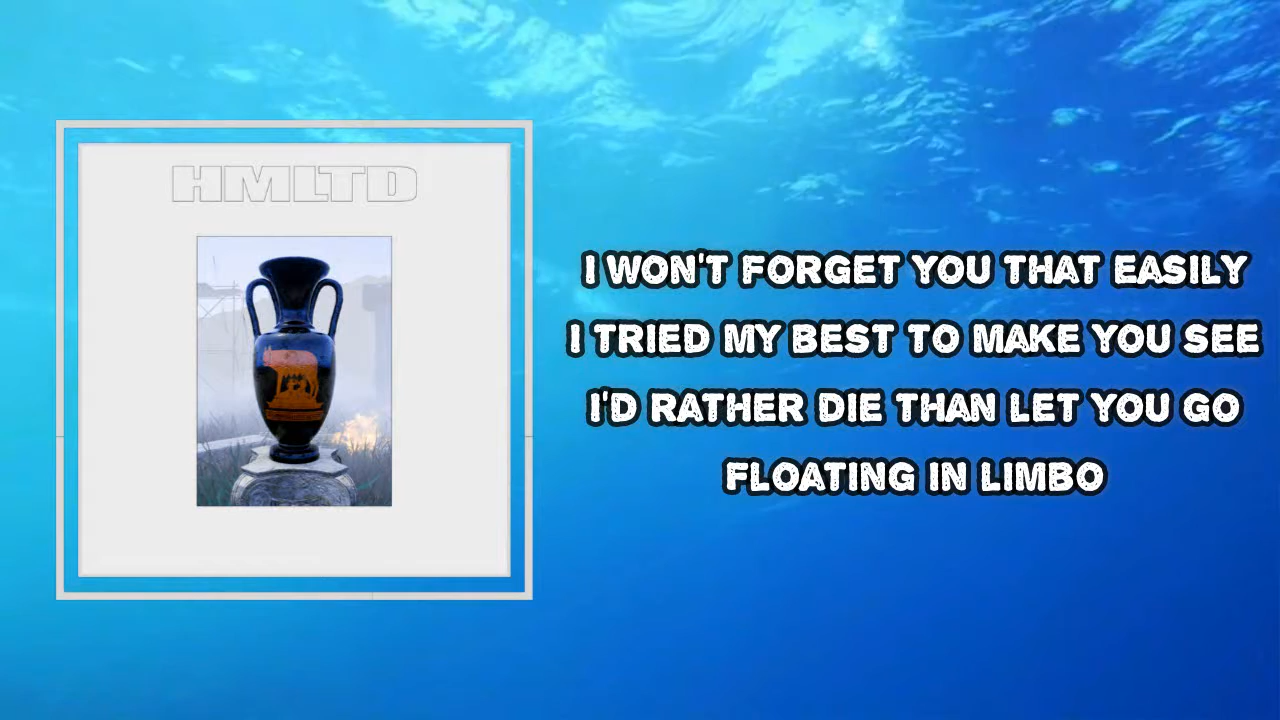 HMLTD
I WON'T FORGET YOU THAT EASILY
I TRIED MY BEST TO MAKE YOU SEE
I'D RATHER DIE THAN LET YOU GO
FLOATING IN LIMBO